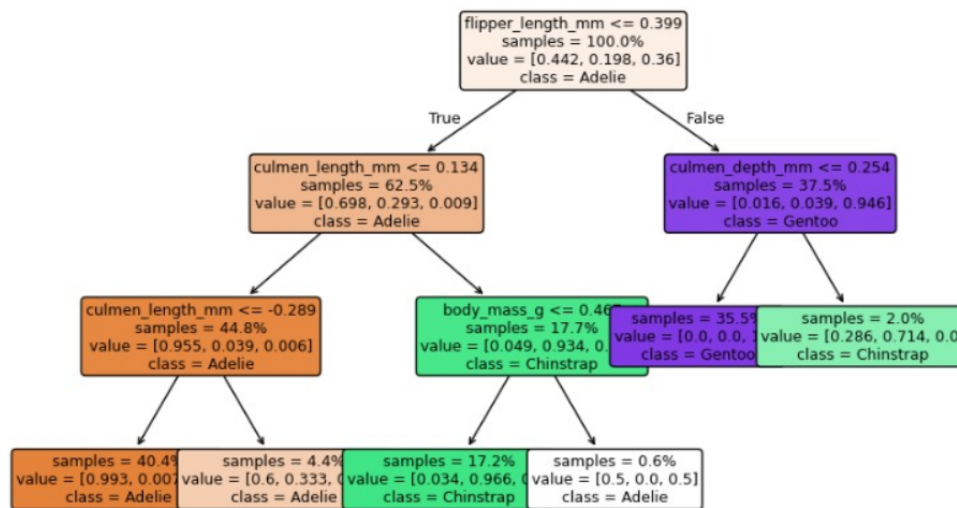 flipper_length_mm <= 0.399
samples = 100.0%
value = [0.442, 0.198, 0.36]
class = Adelie
True
False
culmen_length_mm <= 0.134
samples = 62.5%
value = [0.698, 0.293, 0.009]
class = Adelie
culmen_depth_mm <= 0.254
samples = 37.5%
value = [0.016, 0.039, 0.946]
class = Gentoo
culmen_length_mm <= -0.289
samples = 44.8%
value = [0.955, 0.039, 0.006]
class = Adelie
body_mass_g <= 0.46
samples = 17.7%
value = [0.049, 0.934, 0.
class = Chinstrap
samples = 35.5%
value = [0.0, 0.0,
class = Gentoo
samples = 2.0%
value = [0.286, 0.714, 0.0
class = Chinstrap
samples = 40.4%
value = [0.993, 0.007,
class = Adelie
samples = 4.4%
value = [0.6, 0.333,
class = Adelie
samples = 17.2%
value = [0.034, 0.966,
class = Chinstrap
samples = 0.6%
value = [0.5, 0.0, 0.5]
class = Adelie